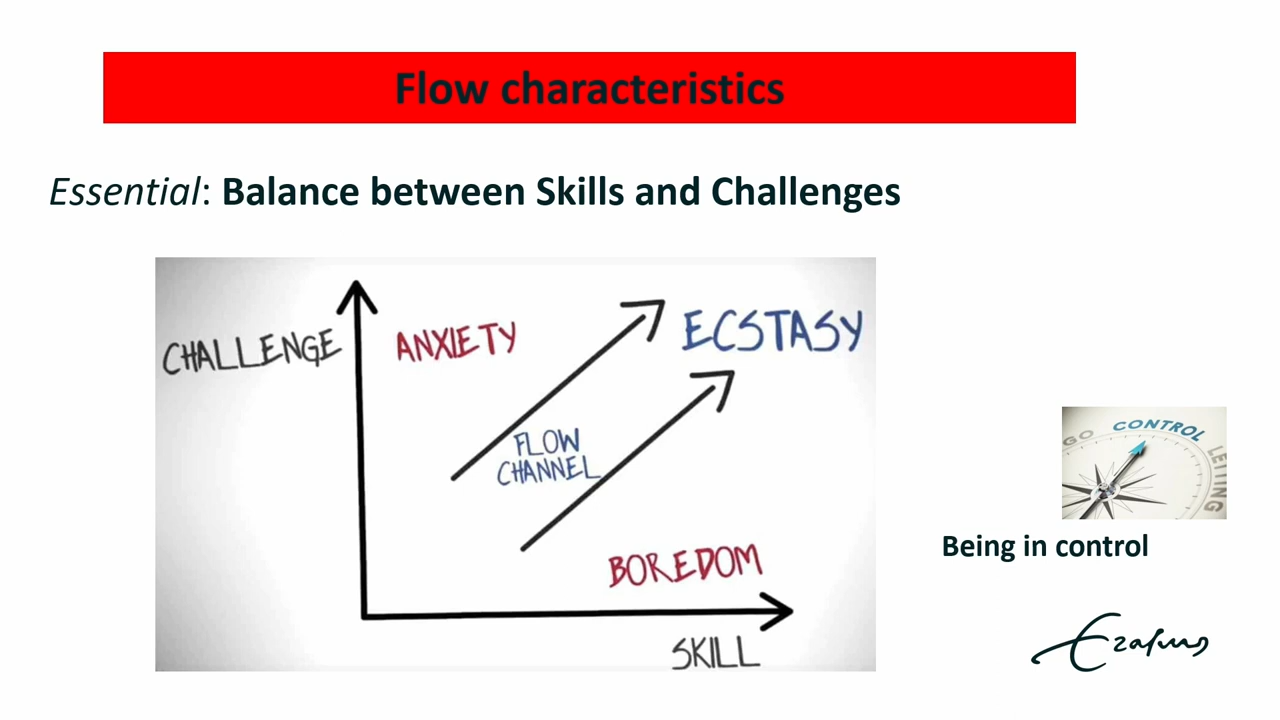 Flow characteristics
Essential: Balance between Skills and Challenges
CHALLENGE
ANXIETY
ECSTASY
FLOW
CHANNEL
BOREDOM
SKILL
GO
CONTROL
LETTING
Being in control
Erasmus